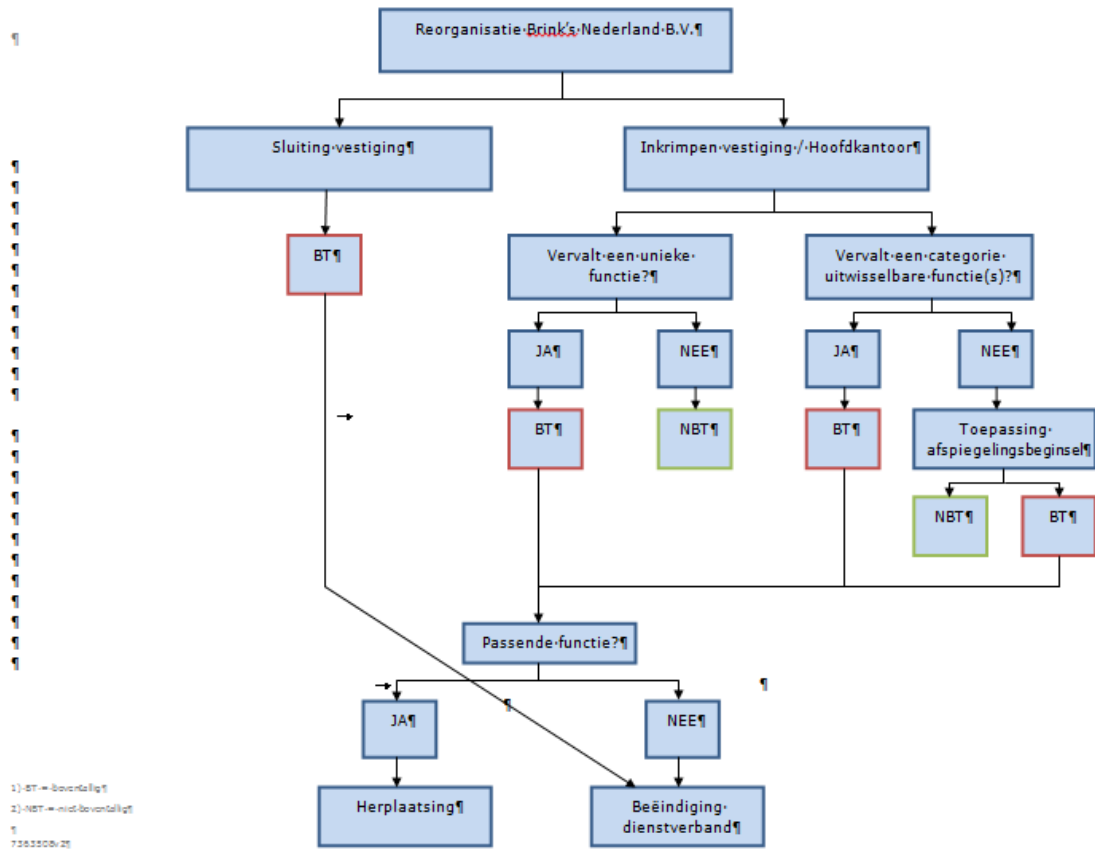 Reorganisatie Brink's Nederland B.V.¶
Sluiting vestiging¶
Inkrimpen vestiging / Hoofdkantoor¶
BT¶
Vervalt een unieke
functie?¶
Vervalt een categorie
uitwisselbare functie(s)?¶
JA¶
NEE¶
JA¶
NEE¶
BT¶
NBT¶
BT¶
Toepassing
afspiegelingsbeginsel¶
NBT¶
BT¶
Passende functie?¶
JA¶
NEE¶
Herplaatsing¶
Beëindiging
dienstverband¶
1) BT = boventallig¶
2) NBT = niet boventallig¶
7363308v2¶